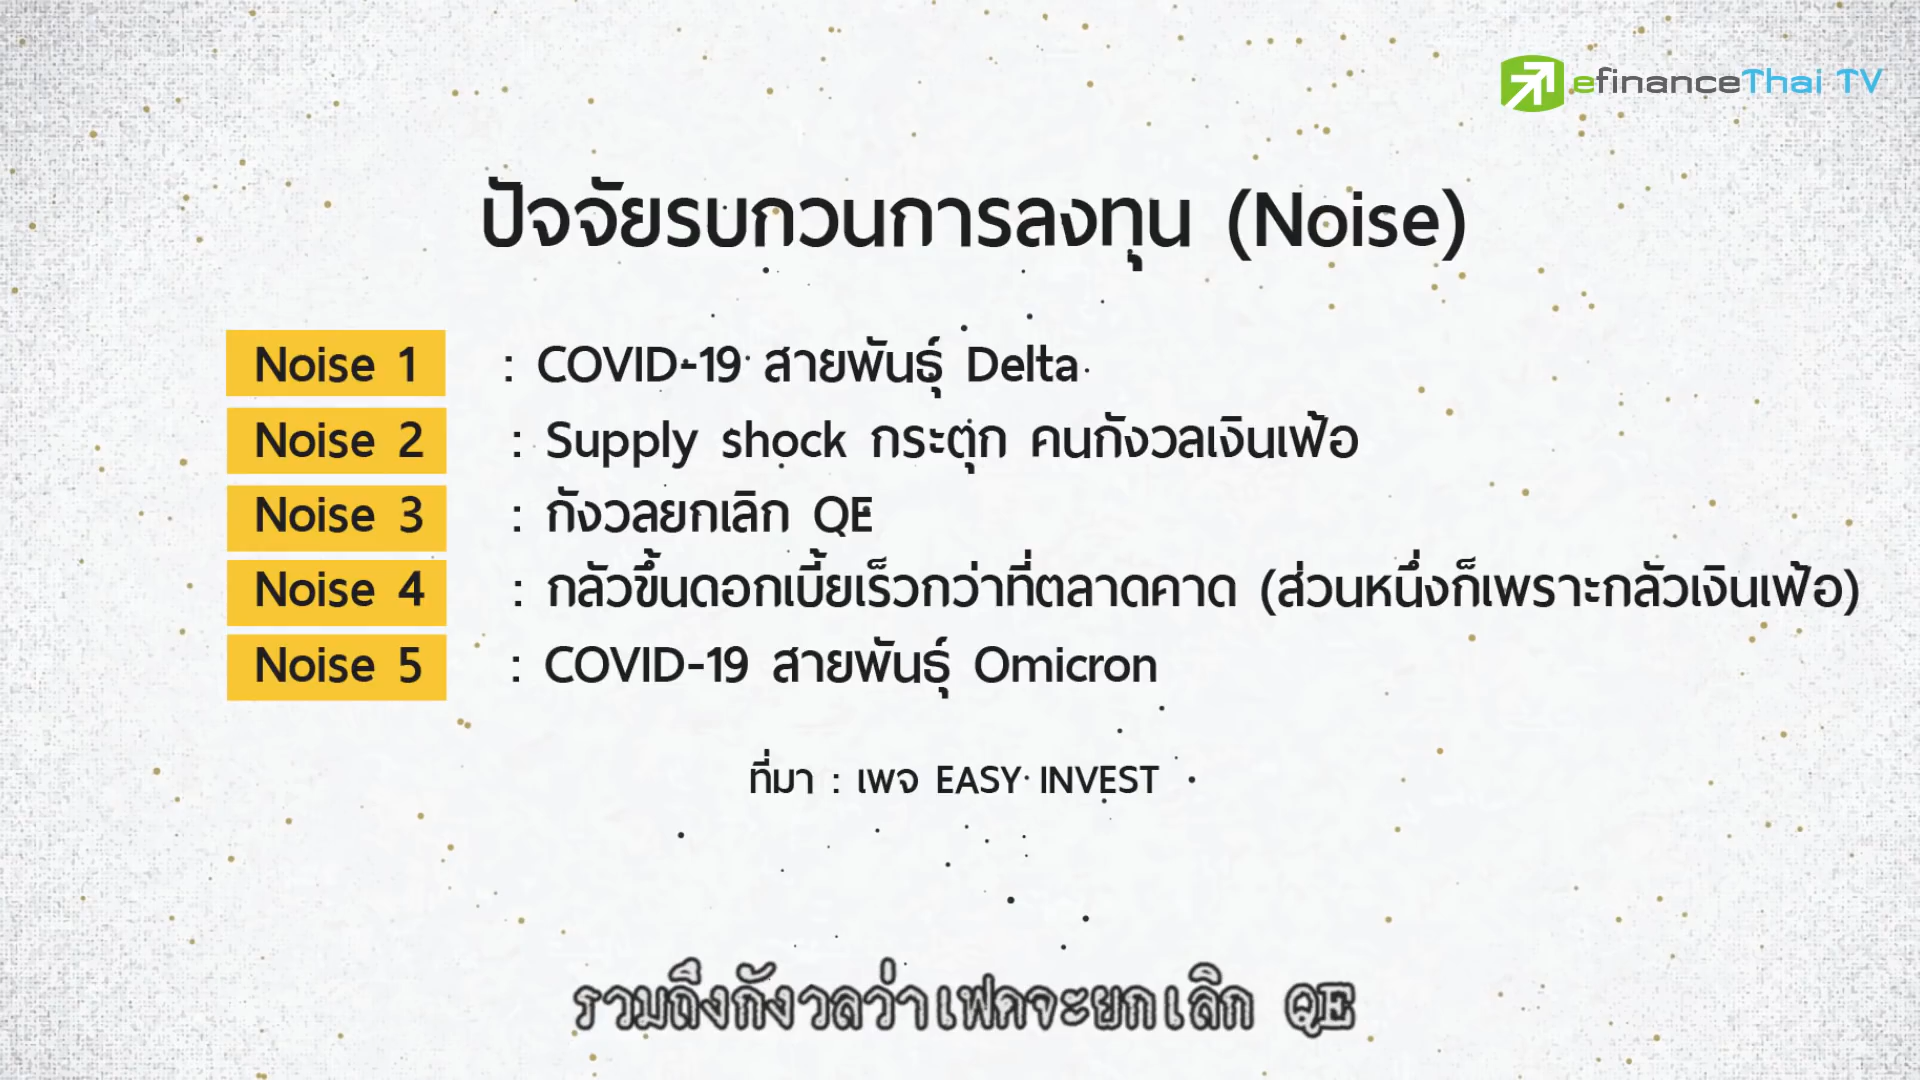 efinanceThai TV
ปัจจัยรบกวนการลงทุน (Noise)
Noise 1 : COVID-19 สายพันธุ์ Delta
Noise 2 : Supply shock กระตุก คนกังวลเงินเฟ้อ
Noise 3 : กังวลยกเลิก QE
Noise 4 : กลัวขึ้นดอกเบี้ยเร็วกว่าที่ตลาดคาด (ส่วนหนึ่งก็เพราะกลัวเงินเฟ้อ)
Noise 5 : COVID-19 สายพันธุ์ Omicron
ที่มา : เพจ EASY INVEST
รวมถึงกังวลว่าเฟดจะยกเลิก QE